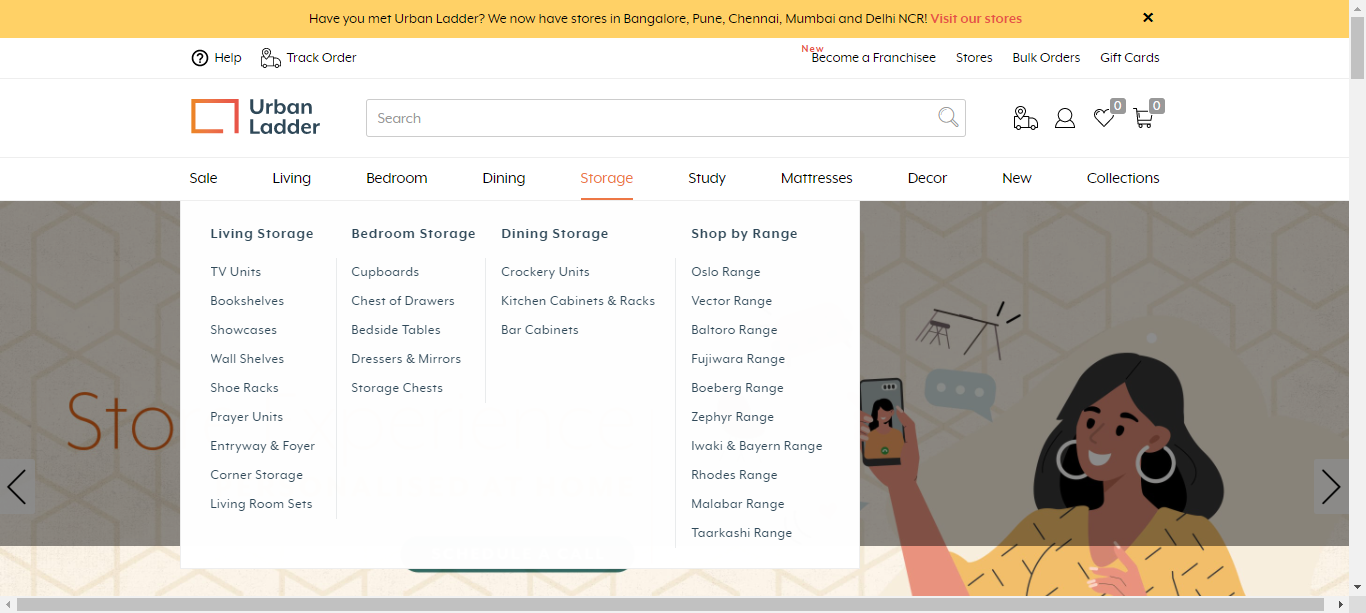 Have you met Urban Ladder? We now have stores in Bangalore, Pune, Chennai, Mumbai and Delhi NCR! Visit our stores
Help
Track Order
New
Become a Franchisee
Stores
Bulk Orders
Gift Cards
Urban
Ladder
Search
0
0
Sale
Living
Bedroom
Dining
Storage
Study
Mattresses
Decor
New
Collections
Living Storage
TV Units
Bookshelves
Showcases
Wall Shelves
Shoe Racks
Prayer Units
Entryway & Foyer
Corner Storage
Living Room Sets
Bedroom Storage
Cupboards
Chest of Drawers
Bedside Tables
Dressers & Mirrors
Storage Chests
Dining Storage
Crockery Units
Kitchen Cabinets & Racks
Bar Cabinets
Shop by Range
Oslo Range
Vector Range
Baltoro Range
Fujiwara Range
Boeberg Range
Zephyr Range
Iwaki & Bayern Range
Rhodes Range
Malabar Range
Taarkashi Range
Sto